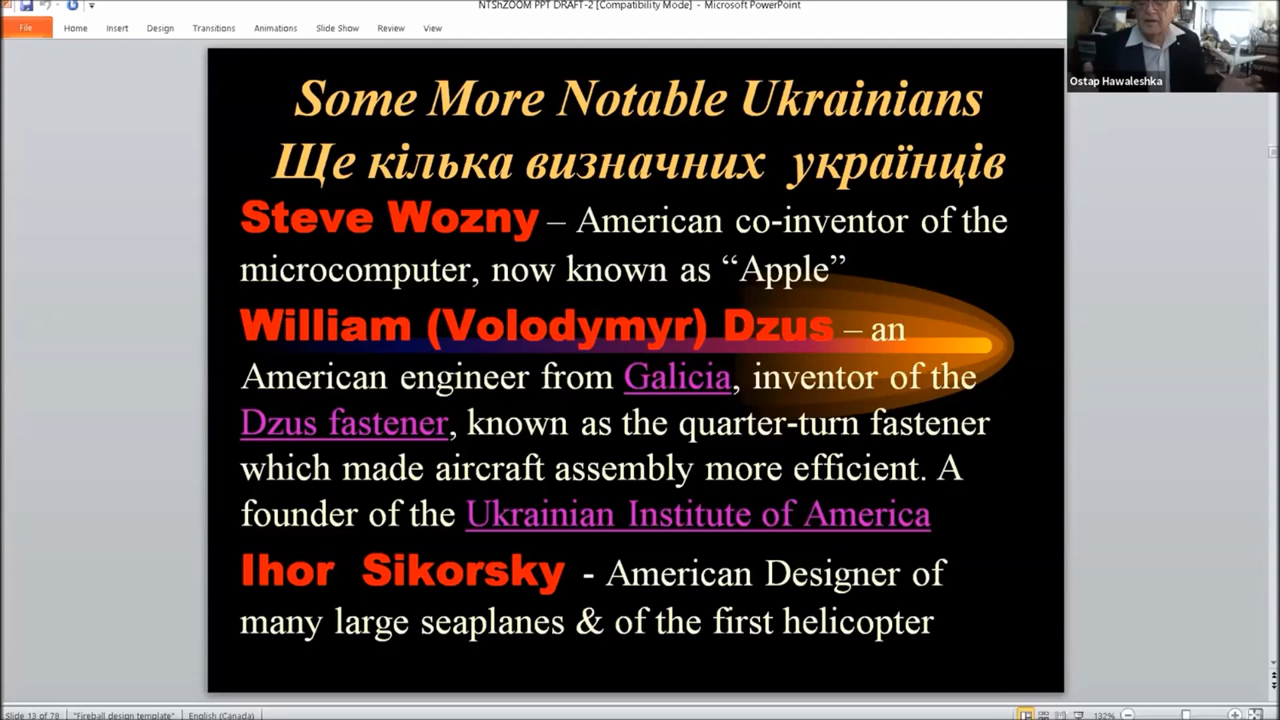 NTShZOOM PPT DRAFT-2 [Compatibility Mode] - Microsoft PowerPoint
File Home Insert Design Transitions Animations Slide Show Review View
Ostap Hawaleshka
Some More Notable Ukrainians
Ще кілька визначних українців
Steve Wozny – American co-inventor of the
microcomputer, now known as “Apple”
William (Volodymyr) Dzus – an
American engineer from Galicia, inventor of the
Dzus fastener, known as the quarter-turn fastener
which made aircraft assembly more efficient. A
founder of the Ukrainian Institute of America
Ihor Sikorsky - American Designer of
many large seaplanes & of the first helicopter
Slide 13 of 78 "Fireball design template" English (Canada) 132%